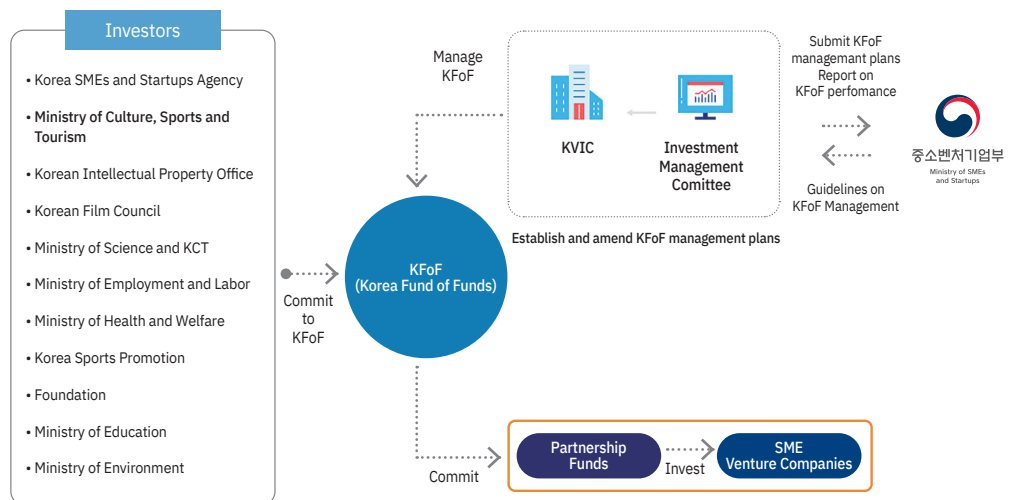 Investors
• Korea SMEs and Startups Agency
• Ministry of Culture, Sports and
Tourism
• Korean Intellectual Property Office
• Korean Film Council
• Ministry of Science and KCT
• Ministry of Employment and Labor
• Ministry of Health and Welfare
• Korea Sports Promotion
• Foundation
• Ministry of Education
• Ministry of Environment
Commit
to
KFoF
Manage
KFoF
KFoF
(Korea Fund of Funds)
KVIC
Investment
Management
Comittee
Establish and amend KFoF management plans
Submit KFoF
managemant plans
Report on
KFoF perfomance
Guidelines on
KFoF Management
중소벤처기업부
Ministry of SMEs
and Startups
Commit
Partnership
Funds
Invest
SME
Venture Companies